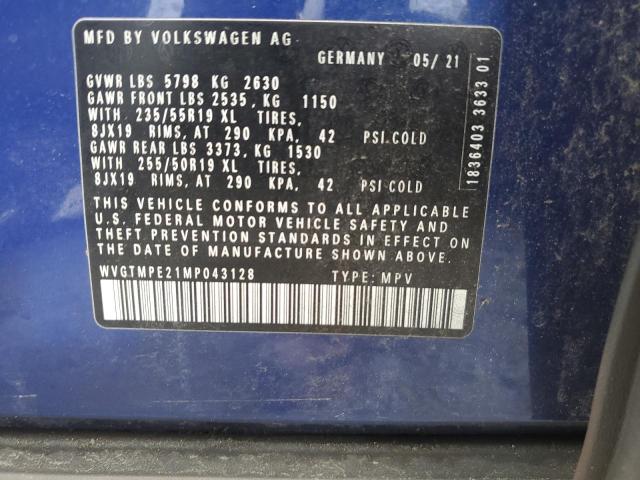 MFD BY VOLKSWAGEN AG
GERMANY 05/ 21
GVWR LBS 5798 KG 2630
GAWR FRONT LBS 2535 , KG 1150
WITH 235/55R19 XL TIRES,
8JX19 RIMS, AT 290 KPA, 42 PSI COLD
GAWR REAR LBS 3373, KG 1530
WITH 255/50R19 XL TIRES,
8JX19 RIMS, AT 290 KPA, 42 PSI COLD
THIS VEHICLE CONFORMS TO ALL APPLICABLE
U.S. FEDERAL MOTOR VEHICLE SAFETY AND
THEFT PREVENTION STANDARDS IN EFFECT ON
THE DATE OF MANUFACTURE SHOWN ABOVE.
WVGTMPE21MP043128 TYPE: MPV
1836403 3633 01